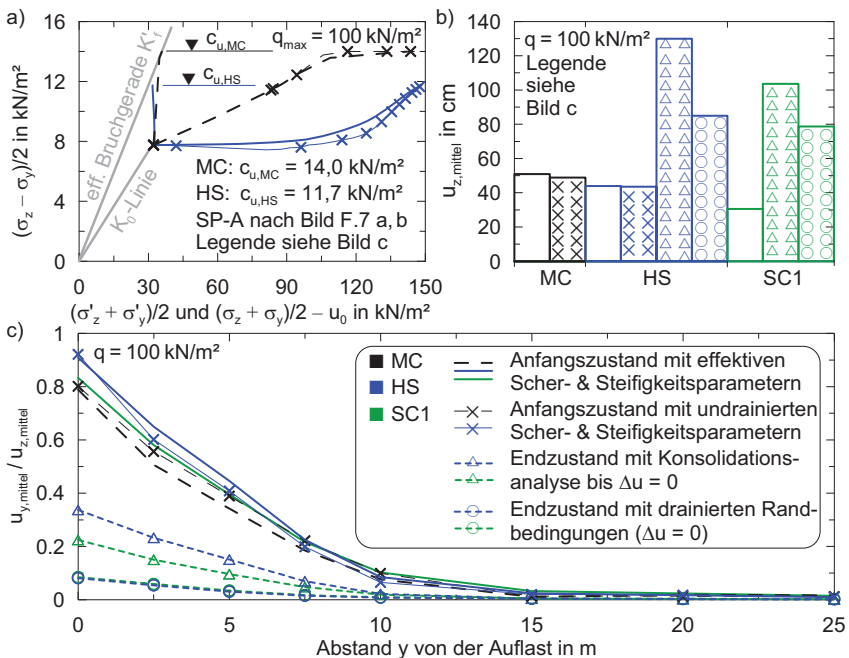 a)
(σz – σy)/2 in kN/m²
16
12
8
4
0
0
30
60
90
120
150
eff. Bruchgerade K'f
K0-Linie
cu,MC
qmax = 100 kN/m²
cu,HS
MC: cu,MC = 14,0 kN/m²
HS: cu,HS = 11,7 kN/m²
SP-A nach Bild F.7 a, b
Legende siehe Bild c
(σ'z + σ'y)/2 und (σz + σy)/2 – u0 in kN/m²
b)
uz,mittel in cm
140
120
100
80
60
40
20
0
q = 100 kN/m²
Legende
siehe
Bild c
MC
HS
SC1
c)
uy,mittel / uz,mittel
1
0.8
0.6
0.4
0.2
0
q = 100 kN/m²
MC
HS
SC1
Anfangszustand mit effektiven
Scher- & Steifigkeitsparametern
Anfangszustand mit undrainierten
Scher- & Steifigkeitsparametern
Endzustand mit Konsolidations-
analyse bis Δu = 0
Endzustand mit drainierten Rand-
bedingungen (Δu = 0)
0
5
10
15
20
25
Abstand y von der Auflast in m